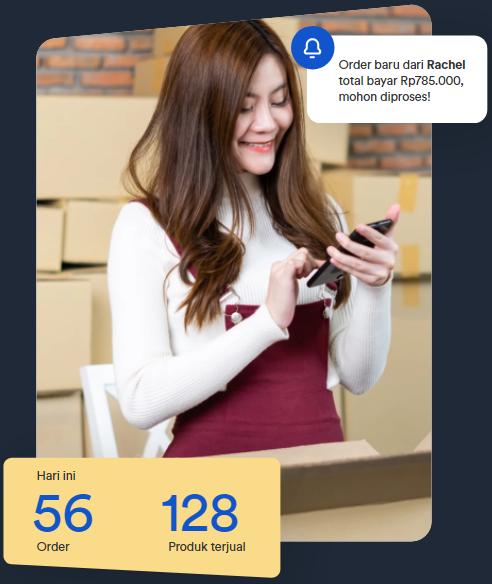 Order baru dari Rachel
total bayar Rp785.000,
mohon diproses!
Hari ini
56 128
Order Produk terjual